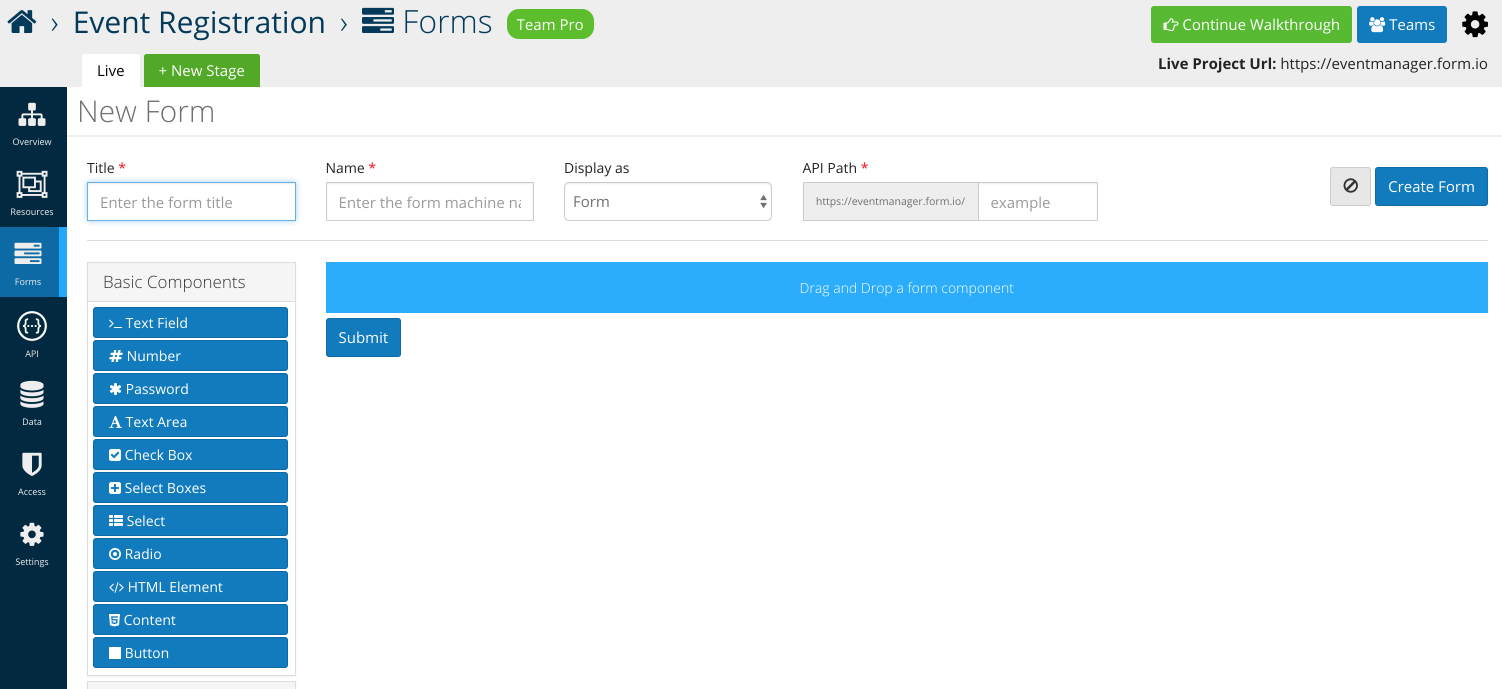 › Event Registration › Forms Team Pro
Continue Walkthrough Teams
Live + New Stage
Live Project Url: https://eventmanager.form.io
New Form
Overview
Resources
Forms
API
Data
Access
Settings
Title * Name * Display as API Path *
Enter the form title Enter the form machine na Form https://eventmanager.form.io/ example
Create Form
Basic Components
Text Field
Number
Password
Text Area
Check Box
Select Boxes
Select
Radio
HTML Element
Content
Button
Drag and Drop a form component
Submit